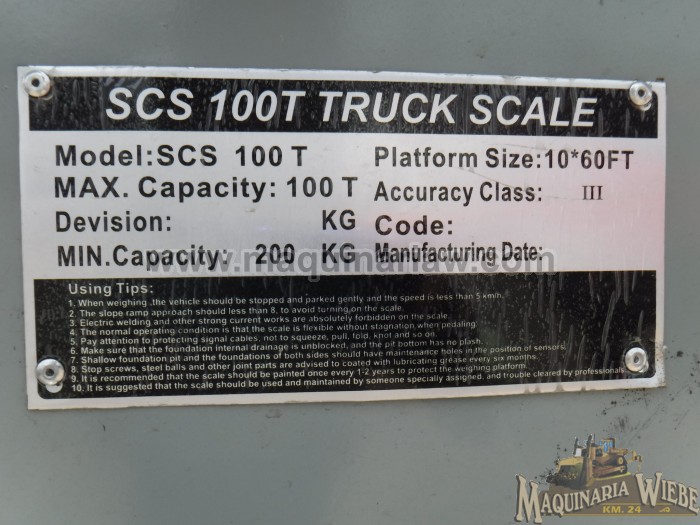 SCS 100T TRUCK SCALE
Model:SCS 100 T Platform Size:10*60FT
MAX. Capacity: 100 T Accuracy Class: III
Devision: KG Code:
MIN.Capacity: 200 KG Manufacturing Date:
www.maquinariaw.com
Using Tips:
1. When weighing ,the vehicle should be stopped and parked gently and the speed is less than 5 kmh.
2. The slope ramp approach should less than 8, to avoid turning on the scale.
3. Electric welding and other strong current works are absolutely forbidden on the scale.
4. The normal operating condition is that the scale is flexible without stagnation when pedaling.
5. Pay attention to protecting signal cables, not to squeeze, pull, fold, knot and so on.
6. Make sure that the foundation internal drainage is unblocked, and the pit bottom has no plash.
7. Shallow foundation pit and the foundations of both sides should have maintenance holes in the position of sensors.
8. Stop screws, steel balls and other joint parts are advised to coated with lubricating grease every six months.
9. It is recommended that the scale should be painted once every 1-2 years to protect the weighing platform.
10. It is suggested that the scale should be used and maintained by someone specially assigned, and trouble cleared by professionals.
MAQUINARIA WIEBE
KM. 24